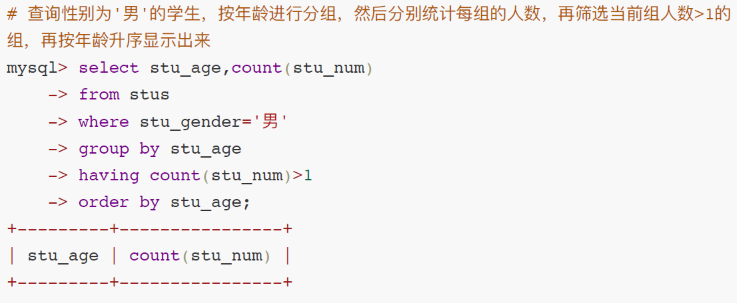 # 查询性别为'男'的学生，按年龄进行分组，然后分别统计每组的人数，再筛选当前组人数>1的
组，再按年龄升序显示出来
mysql> select stu_age,count(stu_num)
    -> from stus
    -> where stu_gender='男'
    -> group by stu_age
    -> having count(stu_num)>1
    -> order by stu_age;
+---------+----------------+
| stu_age | count(stu_num) |
+---------+----------------+